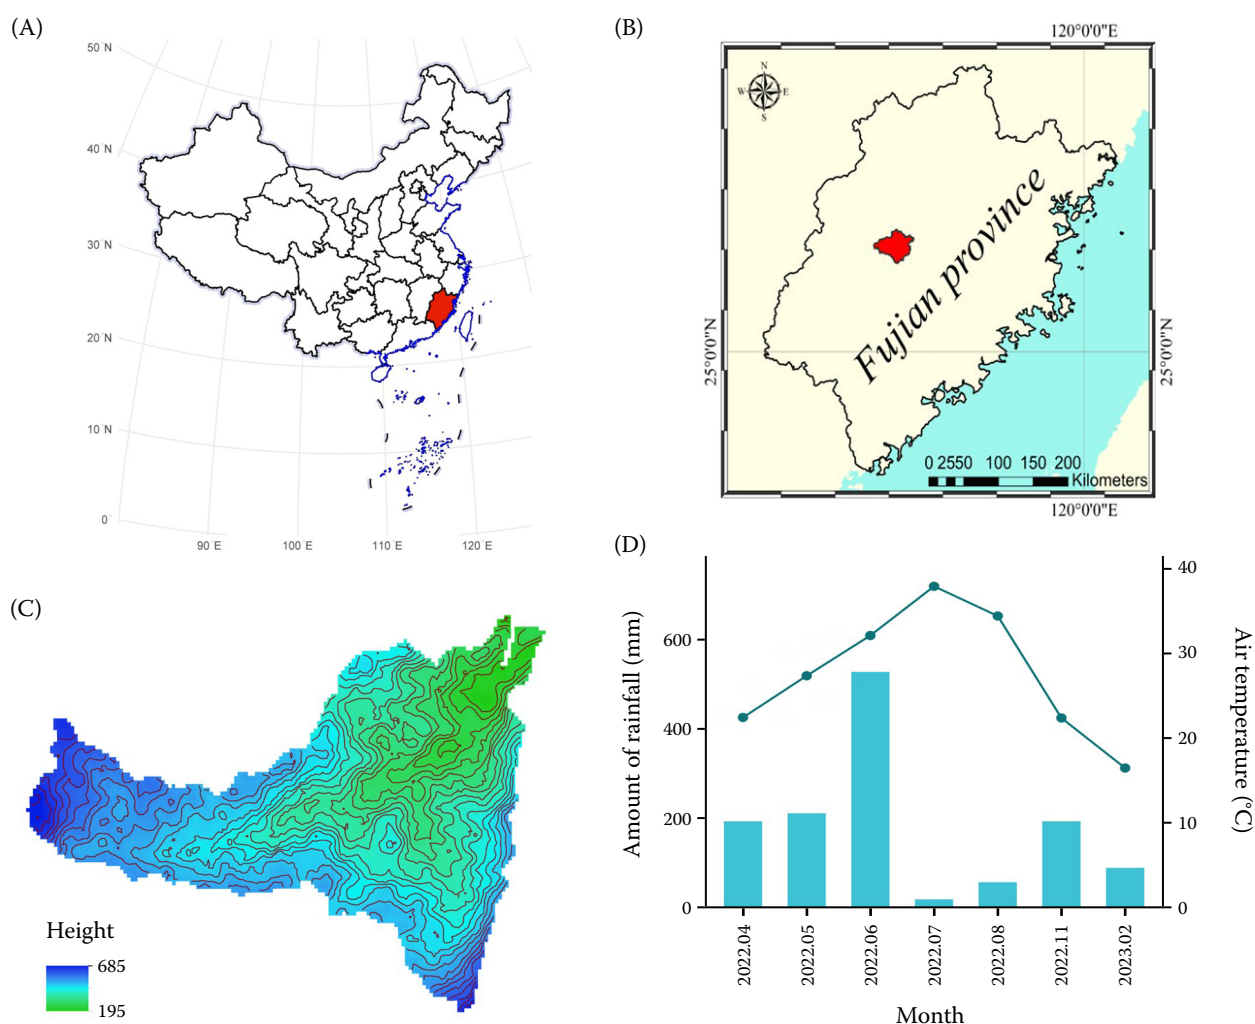 (A)
50 N
40 N
30 N
20 N
10 N
0
90 E
100 E
110 E
120 E
(B)
120°0'0"E
N
W
E
S
25°0'0"N
25°0'0"N
Fujian province
0 2550 100 150 200
Kilometers
120°0'0"E
(C)
Height
685
195
(D)
Amount of rainfall (mm)
600
400
200
0
40
30
20
10
0
Air temperature (°C)
2022.04
2022.05
2022.06
2022.07
2022.08
2022.11
2023.02
Month